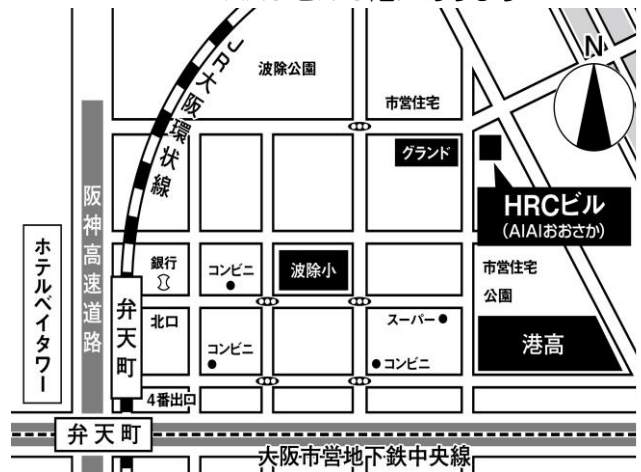 N
波除公園
市営住宅
JR大阪環状線
グランド
HRCビル
(AIAIおおさか)
阪神高速道路
ホテルベイタワー
銀行
コンビニ
波除小
市営住宅
公園
弁天町
北口
スーパー
コンビニ
コンビニ
港高
4番出口
弁天町
大阪市営地下鉄中央線